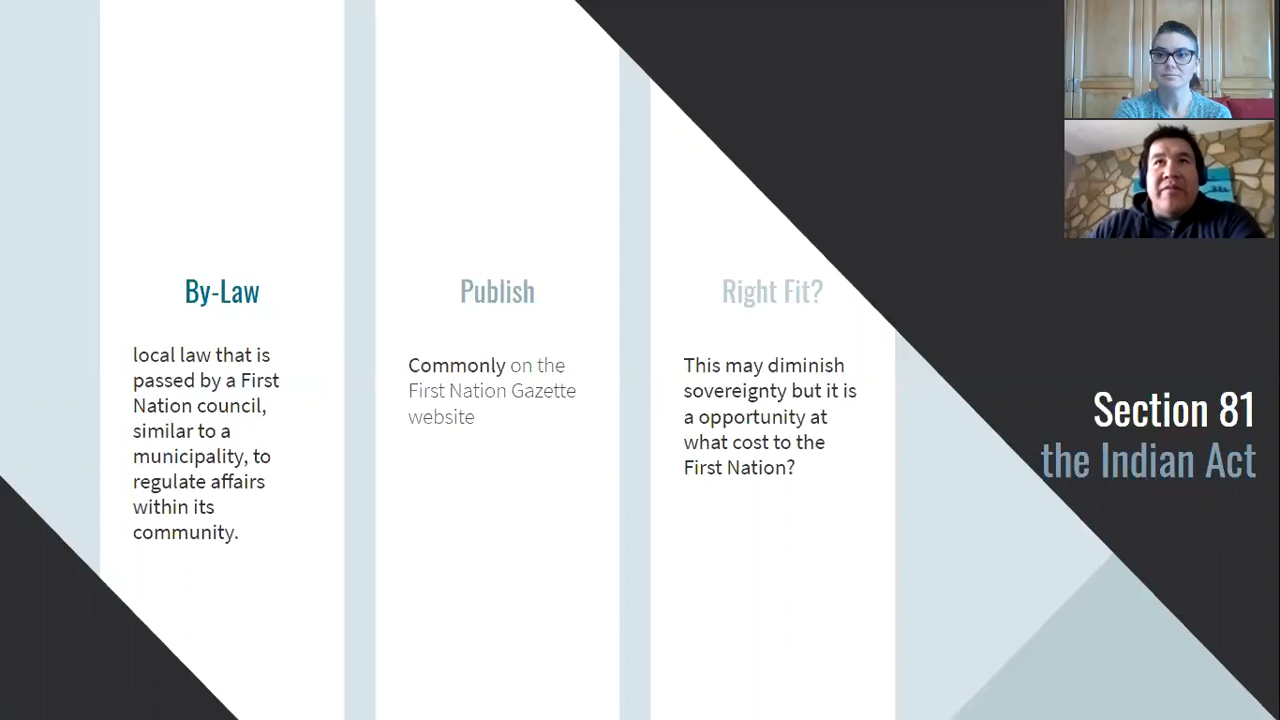 By-Law
local law that is
passed by a First
Nation council,
similar to a
municipality, to
regulate affairs
within its
community.
Publish
Commonly on the
First Nation Gazette
website
Right Fit?
This may diminish
sovereignty but it is
a opportunity at
what cost to the
First Nation?
Section 81
the Indian Act